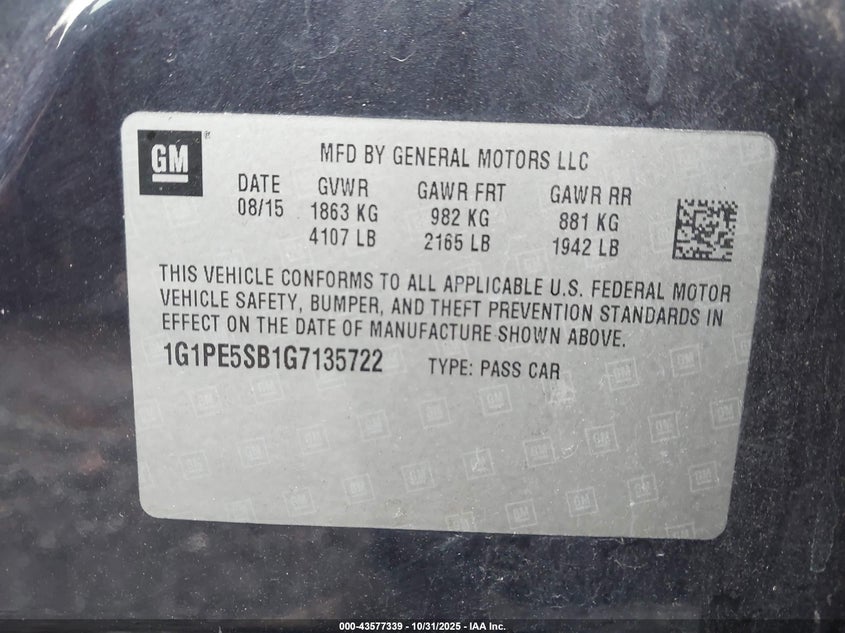 GM
MFD BY GENERAL MOTORS LLC
DATE GVWR GAWR FRT GAWR RR
08/15 1863 KG 982 KG 881 KG
4107 LB 2165 LB 1942 LB
THIS VEHICLE CONFORMS TO ALL APPLICABLE U.S. FEDERAL MOTOR
VEHICLE SAFETY, BUMPER, AND THEFT PREVENTION STANDARDS IN
EFFECT ON THE DATE OF MANUFACTURE SHOWN ABOVE.
1G1PE5SB1G7135722 TYPE: PASS CAR
000-43577339 - 10/31/2025 - IAA Inc.